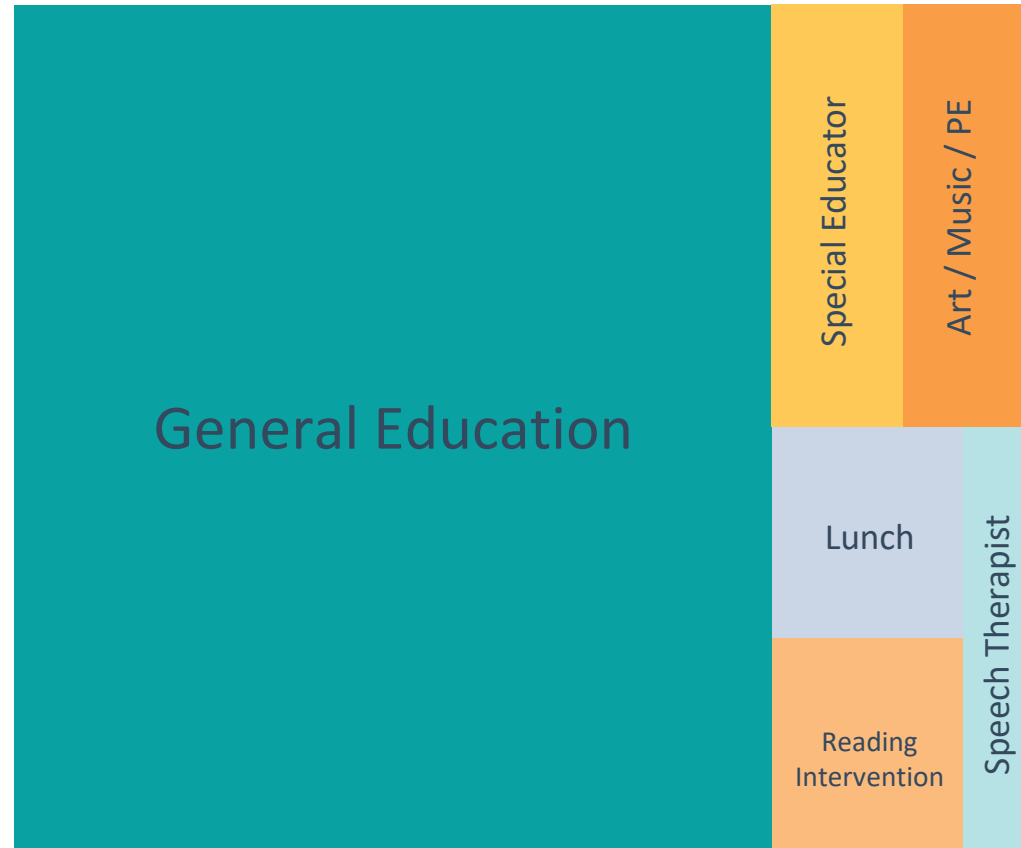 General Education
Special Educator
Art / Music / PE
Lunch
Reading
Intervention
Speech Therapist